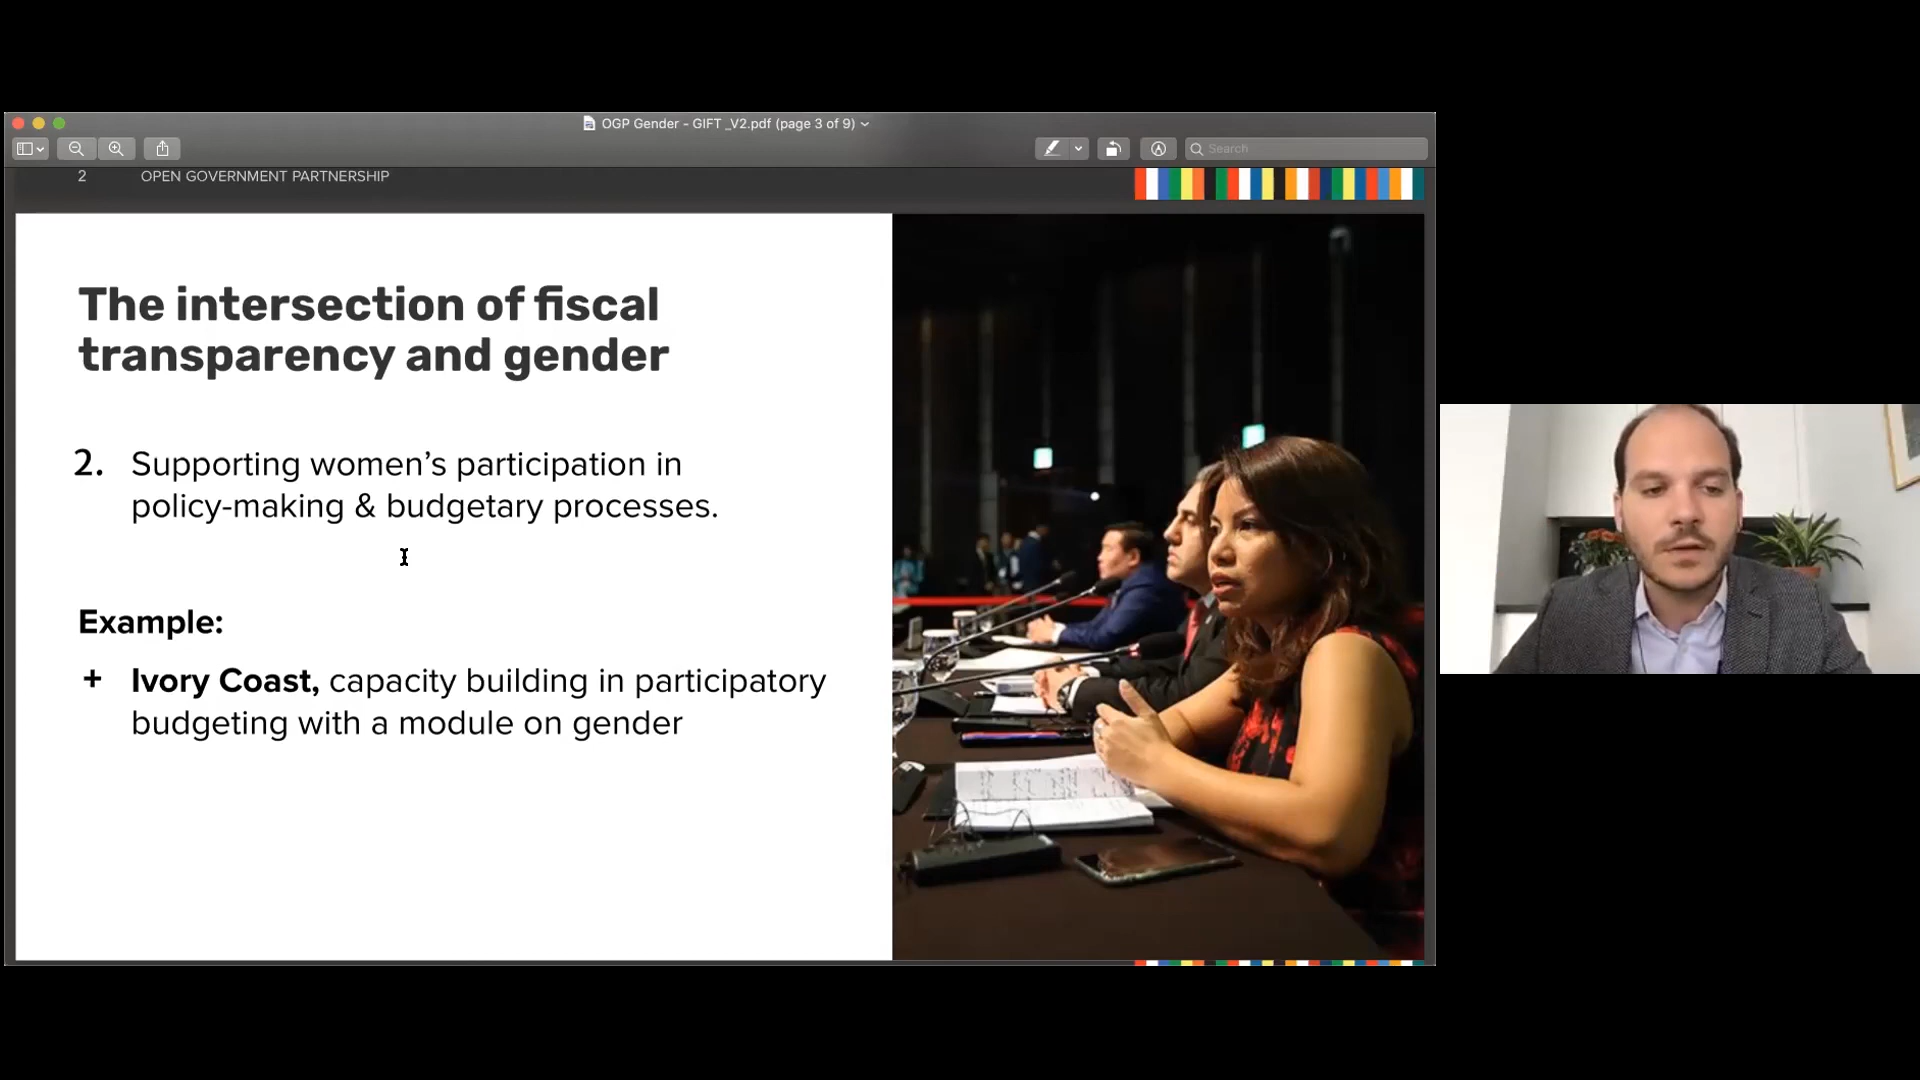 OGP Gender - GIFT _V2.pdf (page 3 of 9)
Search
2 OPEN GOVERNMENT PARTNERSHIP
The intersection of fiscal
transparency and gender
2. Supporting women’s participation in
policy-making & budgetary processes.
Example:
+ Ivory Coast, capacity building in participatory
budgeting with a module on gender